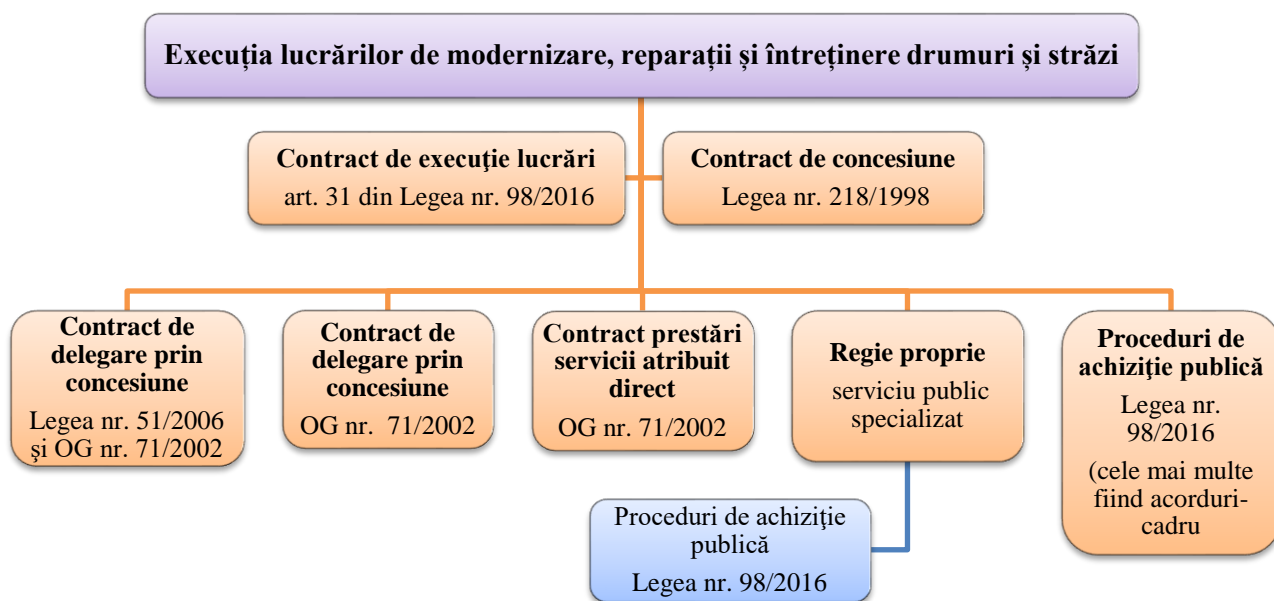 Execuția lucrărilor de modernizare, reparații și întreținere drumuri și străzi
Contract de execuţie lucrări
art. 31 din Legea nr. 98/2016
Contract de concesiune
Legea nr. 218/1998
Contract de
delegare prin
concesiune
Legea nr. 51/2006
şi OG nr. 71/2002
Contract de
delegare prin
concesiune
OG nr. 71/2002
Contract prestări
servicii atribuit
direct
OG nr. 71/2002
Regie proprie
serviciu public
specializat
Proceduri de
achiziţie publică
Legea nr.
98/2016
(cele mai multe
fiind acorduri-
cadru
Proceduri de achiziţie
publică
Legea nr. 98/2016